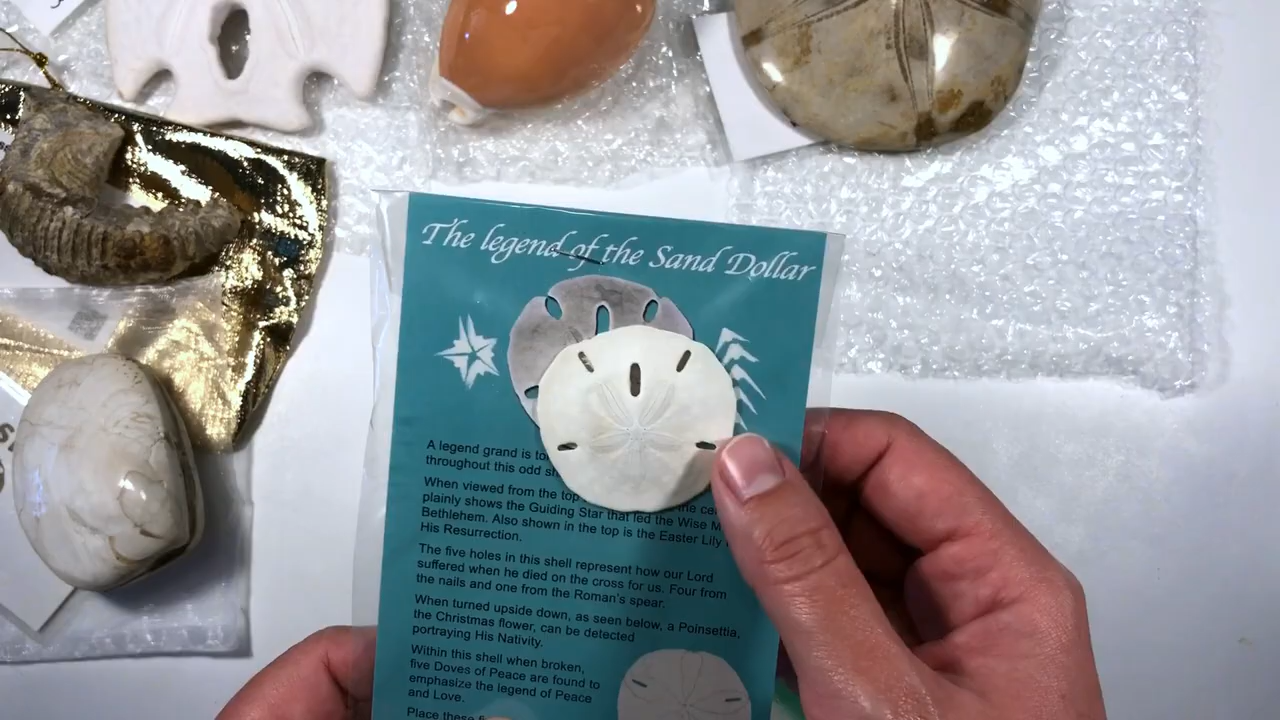 The legend of the Sand Dollar
A legend grand is
throughout this odd
When viewed from the top the
plainly shows the Guiding Star that led the Wise
Bethlehem. Also shown in the top is the Easter Lily
His Resurrection.
The five holes in this shell represent how our Lord
suffered when he died on the cross for us. Four from
the nails and one from the Roman's spear.
When turned upside down, as seen below, a Poinsettia,
the Christmas flower, can be detected
portraying His Nativity.
Within this shell when broken,
five Doves of Peace are found to
emphasize the legend of Peace
and Love.
Place these